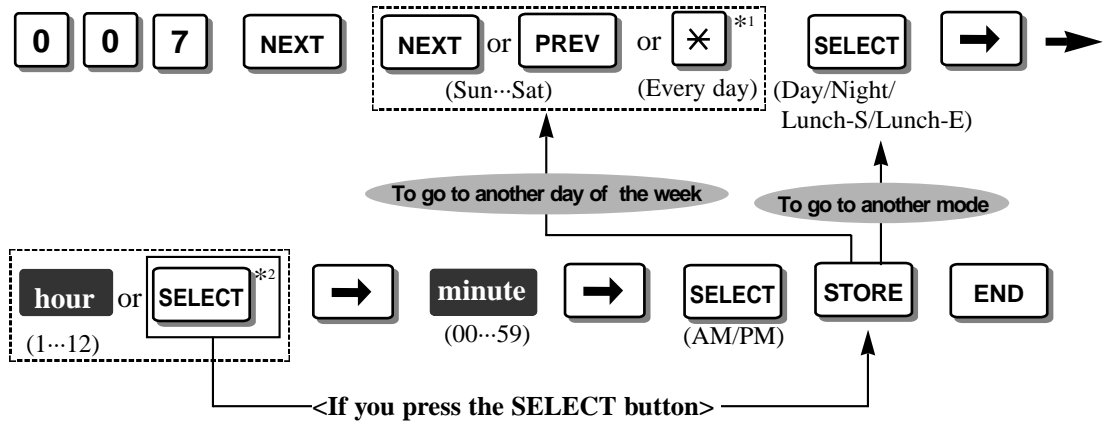 0 0 7 NEXT NEXT or PREV or ✳ *1 SELECT ➡
(Sun···Sat) (Every day) (Day/Night/
Lunch-S/Lunch-E)
To go to another day of the week
To go to another mode
hour or SELECT *2 ➡ minute ➡ SELECT STORE END
(1···12) (00···59) (AM/PM)
<If you press the SELECT button>